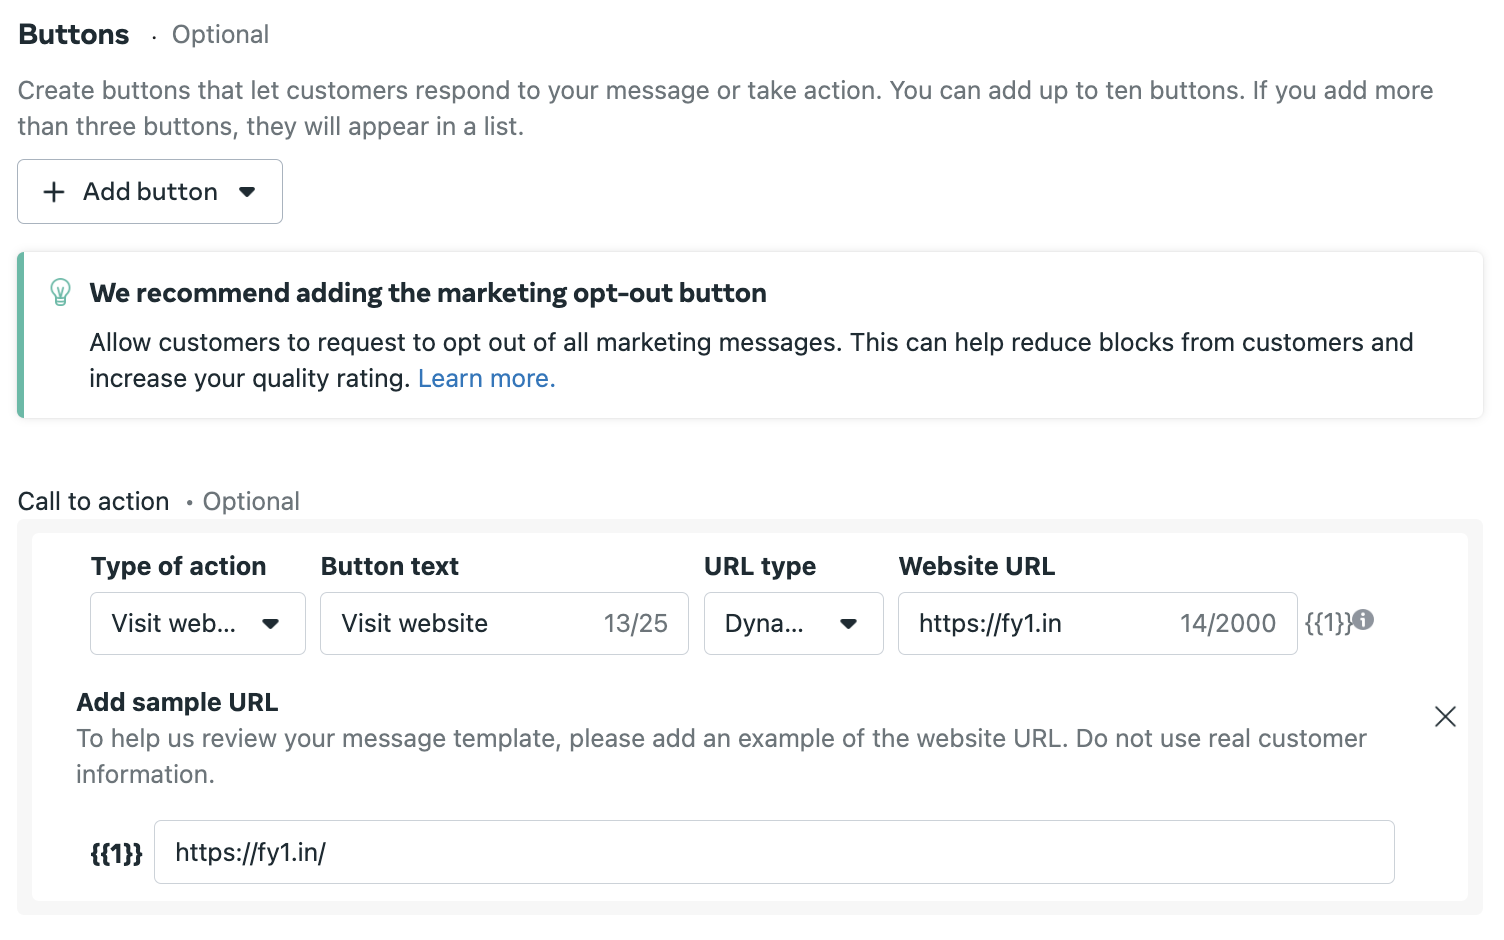 Buttons · Optional
Create buttons that let customers respond to your message or take action. You can add up to ten buttons. If you add more
than three buttons, they will appear in a list.
+ Add button
We recommend adding the marketing opt-out button
Allow customers to request to opt out of all marketing messages. This can help reduce blocks from customers and
increase your quality rating. Learn more.
Call to action • Optional
Type of action Button text URL type Website URL
Visit web... Visit website 13/25 Dyna... https://fy1.in 14/2000 {{1}}
Add sample URL
To help us review your message template, please add an example of the website URL. Do not use real customer
information.
{{1}} https://fy1.in/